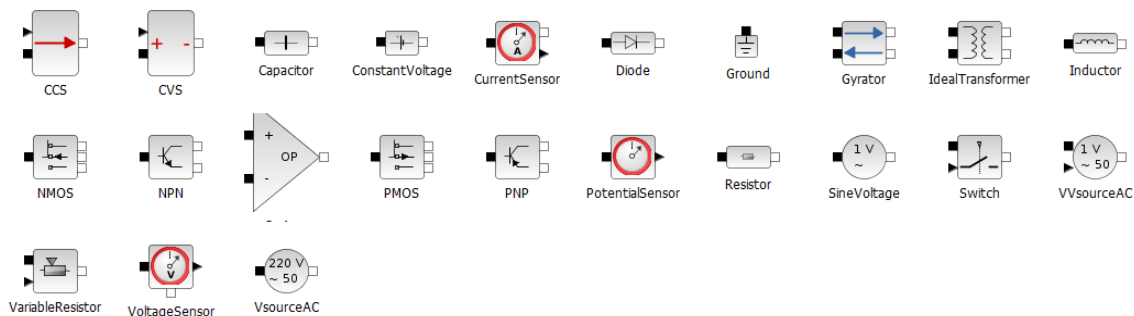 + -
A
CCS
CVS
Capacitor
ConstantVoltage
CurrentSensor
Diode
Ground
Gyrator
IdealTransformer
Inductor
+
OP
-
1 V
~
1 V
~ 50
NMOS
NPN
PMOS
PNP
PotentialSensor
Resistor
SineVoltage
Switch
VVsourceAC
V
220 V
~ 50
VariableResistor
VoltageSensor
VsourceAC